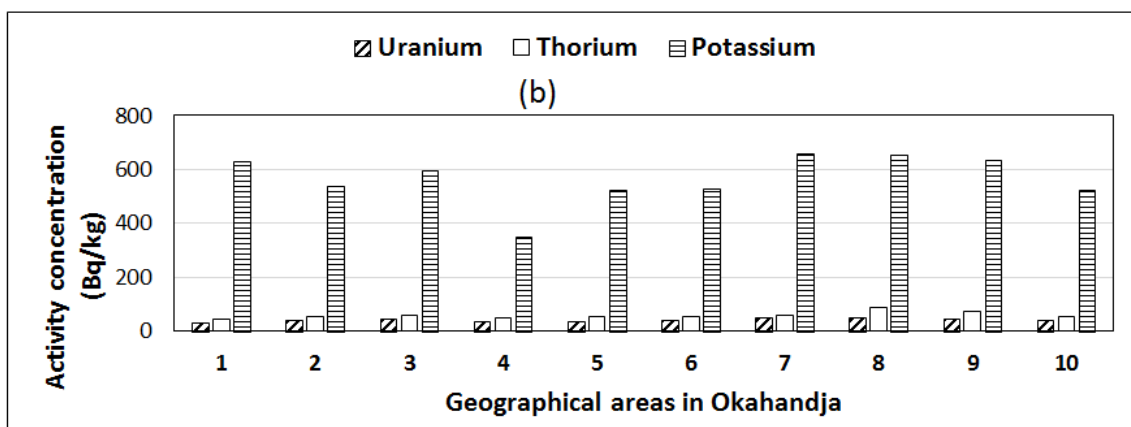 Uranium Thorium Potassium
(b)
Activity concentration
(Bq/kg)
800
600
400
200
0
1 2 3 4 5 6 7 8 9 10
Geographical areas in Okahandja